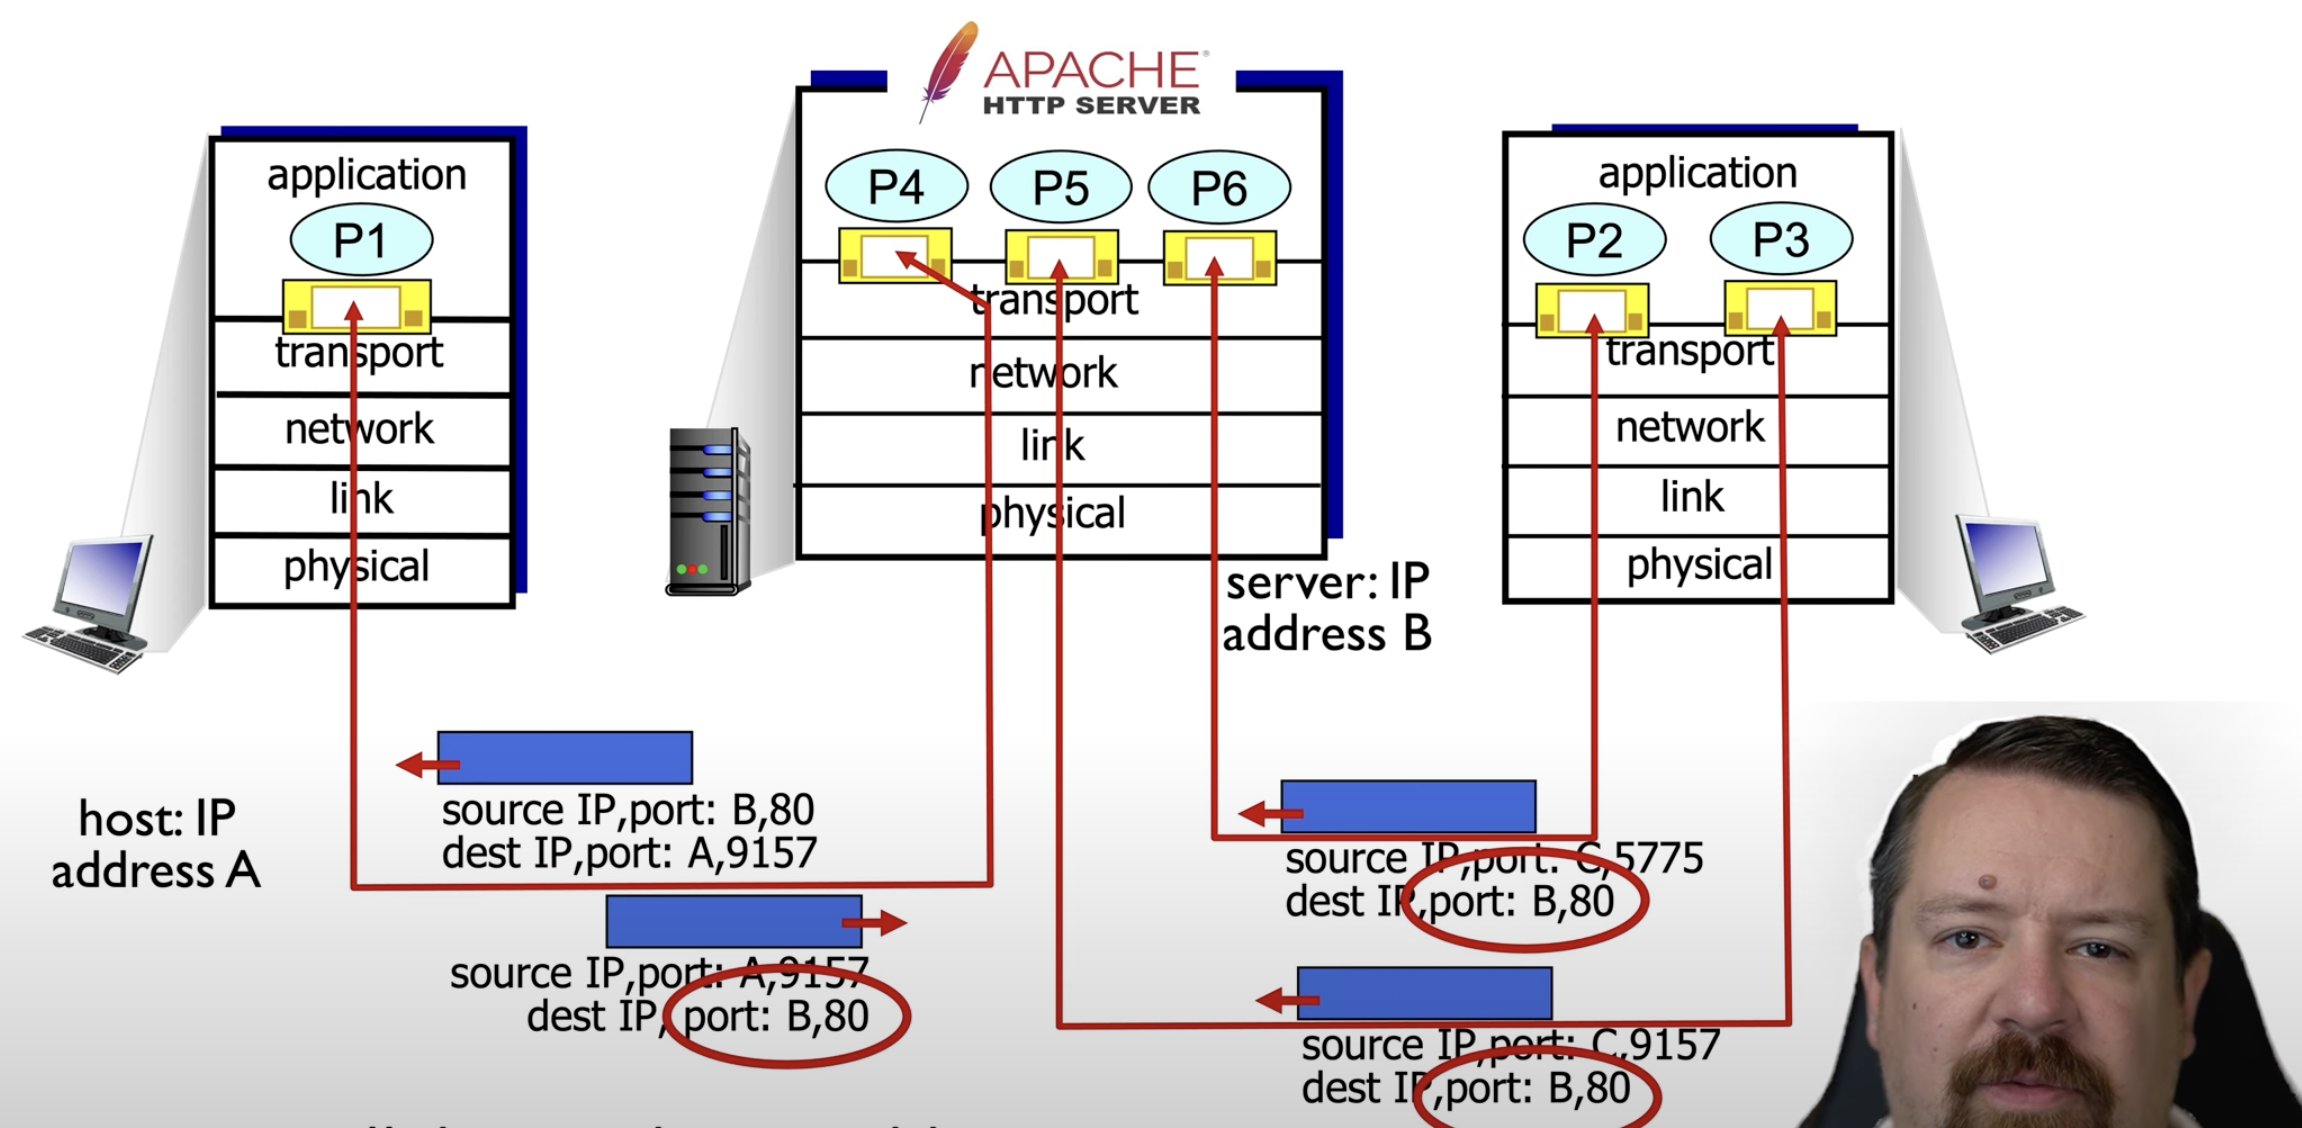 APACHE
HTTP SERVER
application
P1
transport
network
link
physical
P4
P5
P6
transport
network
link
physical
application
P2
P3
transport
network
link
physical
server: IP
address B
host: IP
address A
source IP,port: B,80
dest IP,port: A,9157
source IP,port: A,9157
dest IP, port: B,80
source IP,port: C,5775
dest IP,port: B,80
source IP,port: C,9157
dest IP,port: B,80